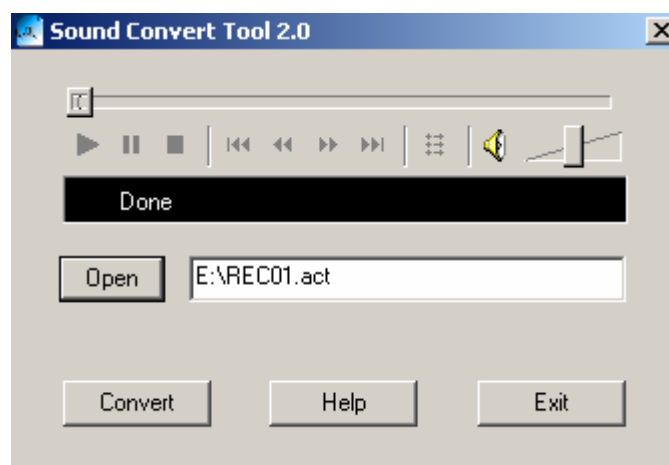 Sound Convert Tool 2.0
Done
Open E:\REC01.act
Convert Help Exit